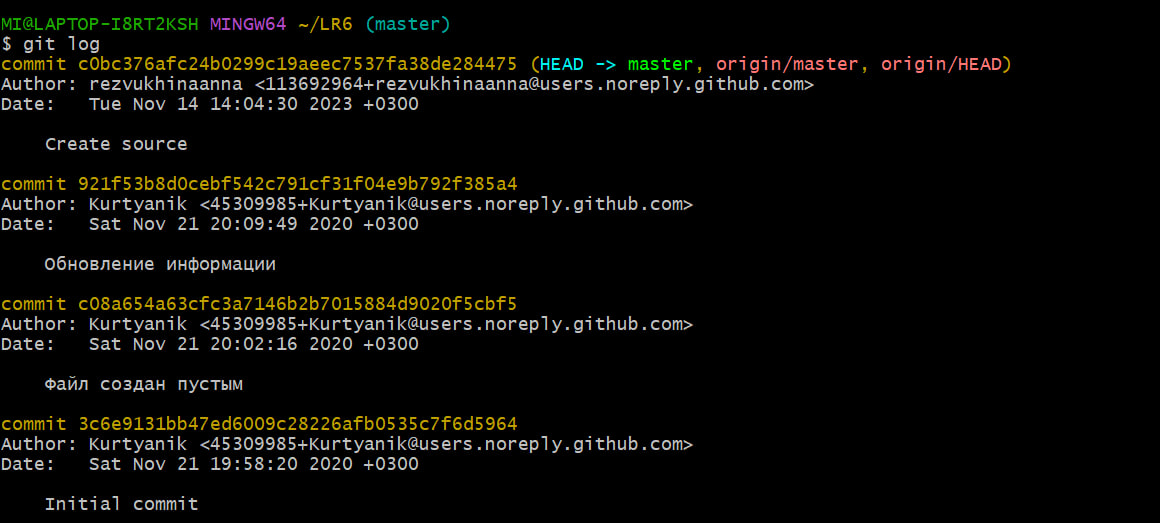 MI@LAPTOP-I8RT2KSH MINGW64 ~/LR6 (master)
$ git log
commit c0bc376afc24b0299c19aeec7537fa38de284475 (HEAD -> master, origin/master, origin/HEAD)
Author: rezvukhinaanna <113692964+rezvukhinaanna@users.noreply.github.com>
Date:   Tue Nov 14 14:04:30 2023 +0300
    Create source
commit 921f53b8d0cebf542c791cf31f04e9b792f385a4
Author: Kurtyanik <45309985+Kurtyanik@users.noreply.github.com>
Date:   Sat Nov 21 20:09:49 2020 +0300
    Обновление информации
commit c08a654a63cfc3a7146b2b7015884d9020f5cbf5
Author: Kurtyanik <45309985+Kurtyanik@users.noreply.github.com>
Date:   Sat Nov 21 20:02:16 2020 +0300
    Файл создан пустым
commit 3c6e9131bb47ed6009c28226afb0535c7f6d5964
Author: Kurtyanik <45309985+Kurtyanik@users.noreply.github.com>
Date:   Sat Nov 21 19:58:20 2020 +0300
    Initial commit